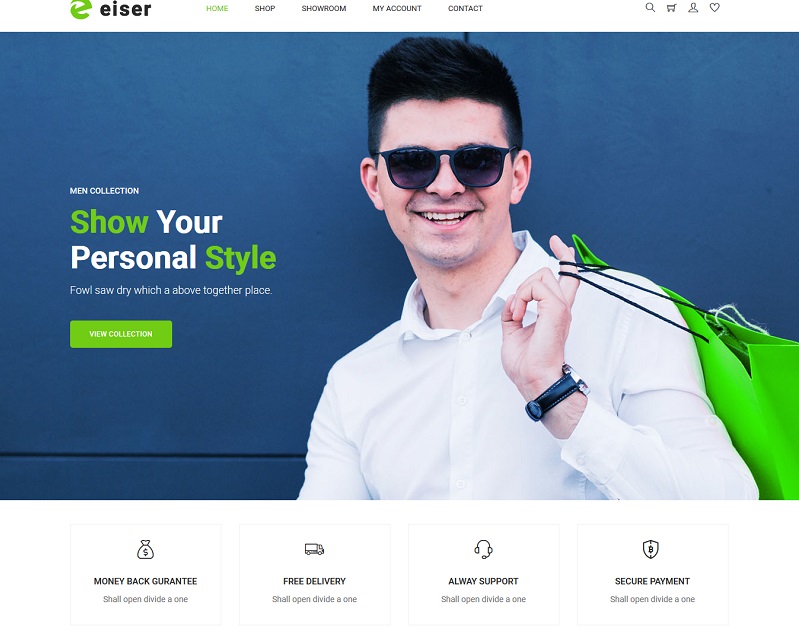 eiser
HOME SHOP SHOWROOM MY ACCOUNT CONTACT
MEN COLLECTION
Show Your
Personal Style
Fowl saw dry which a above together place.
VIEW COLLECTION
MONEY BACK GURANTEE
Shall open divide a one
FREE DELIVERY
Shall open divide a one
ALWAY SUPPORT
Shall open divide a one
SECURE PAYMENT
Shall open divide a one